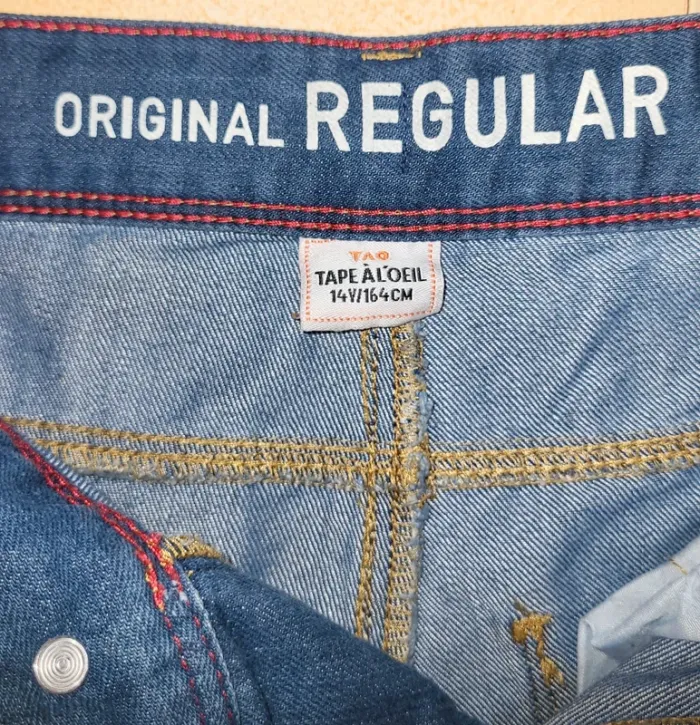 ORIGINAL REGULAR
TAO
TAPE À L'OEIL
14Y/164CM